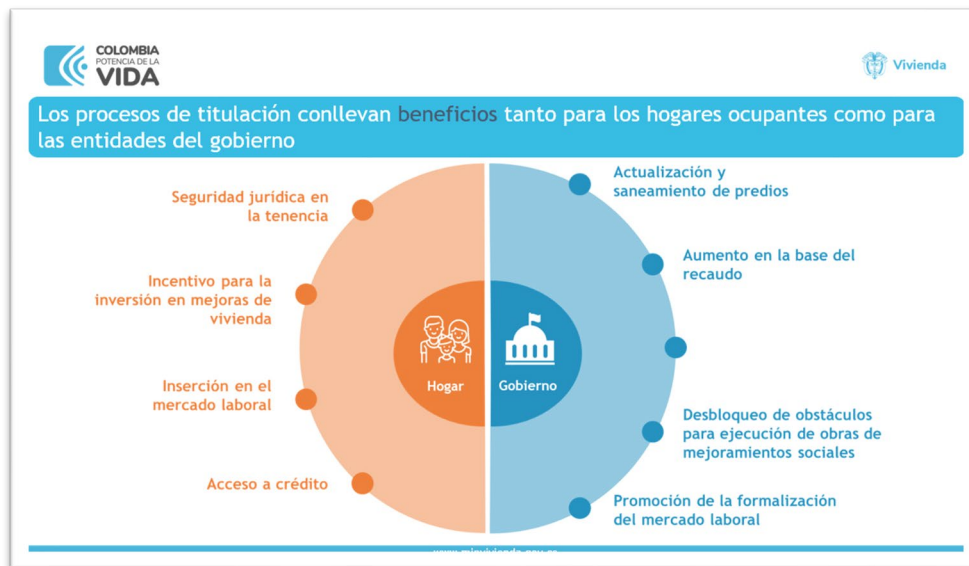 COLOMBIA
POTENCIA DE LA
VIDA
Vivienda
Los procesos de titulación conllevan beneficios tanto para los hogares ocupantes como para
las entidades del gobierno
Seguridad jurídica en
la tenencia
Incentivo para la
inversión en mejoras de
vivienda
Inserción en el
mercado laboral
Acceso a crédito
Hogar
Gobierno
Actualización y
saneamiento de predios
Aumento en la base del
recaudo
Desbloqueo de obstáculos
para ejecución de obras de
mejoramientos sociales
Promoción de la formalización
del mercado laboral